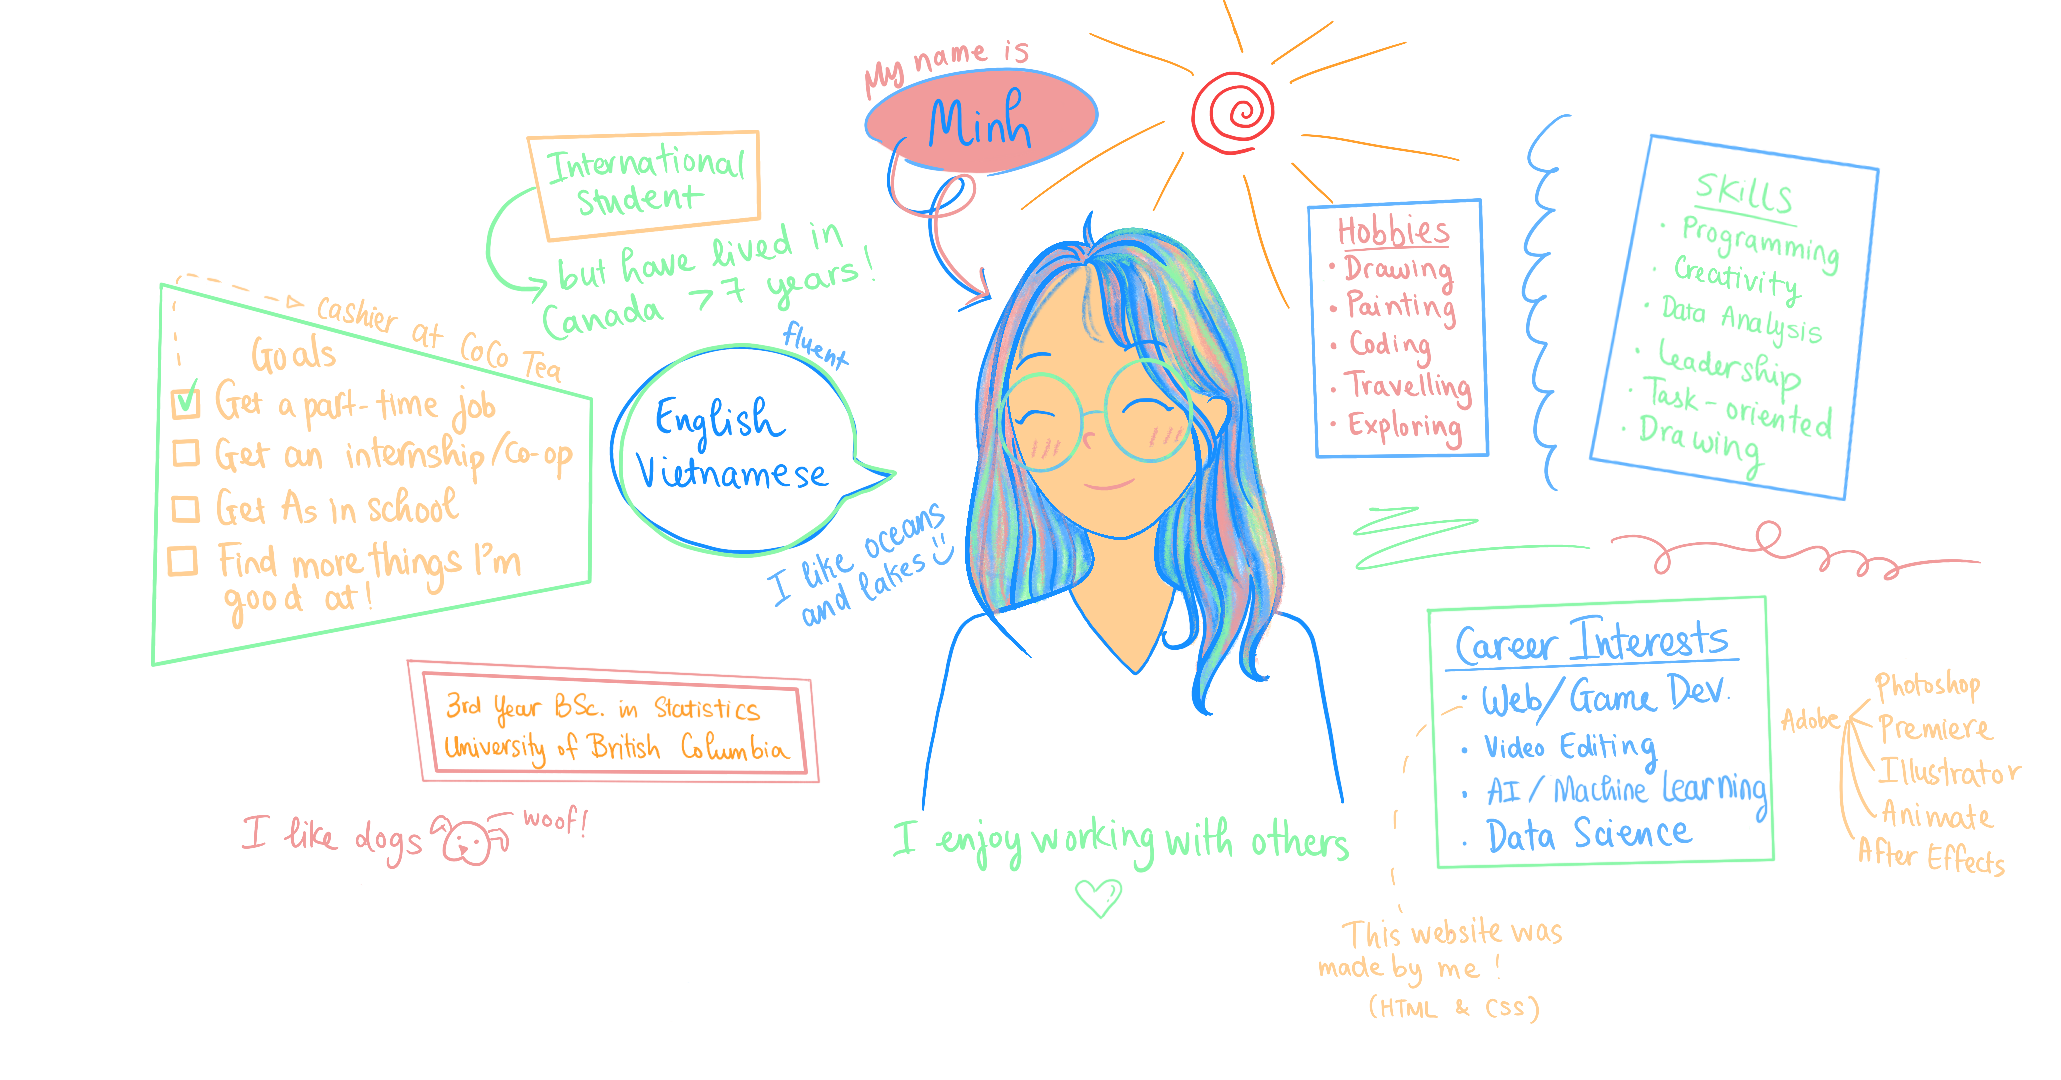 My name is
Minh
International
Student
but have lived in
Canada >7 years!
cashier at CoCo Tea
Goals
Get a part-time job
Get an internship/Co-op
Get As in school
Find more things I'm
good at!
fluent
English
Vietnamese
I like oceans
and lakes
3rd Year BSc. in Statistics
University of British Columbia
I like dogs
woof!
I enjoy working with others
Hobbies
• Drawing
• Painting
• Coding
• Travelling
• Exploring
SKILLS
• Programming
• Creativity
• Data Analysis
• Leadership
• Task-oriented
• Drawing
Career Interests
• Web/Game Dev.
• Video Editing
• AI/Machine Learning
• Data Science
Adobe
Photoshop
Premiere
Illustrator
Animate
After Effects
This website was
made by me!
(HTML & CSS)